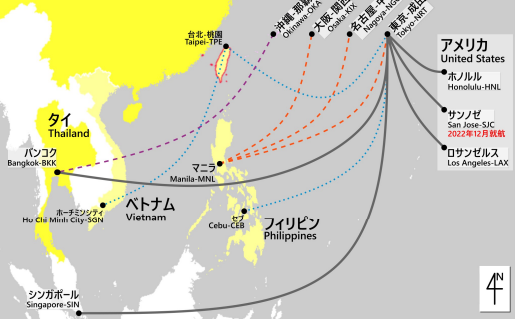 沖縄・那覇
Okinawa-OKA
大阪・関西
Osaka-KIX
名古屋・中
Nagoya-NG
東京・成田
Tokyo-NRT
台北-桃園
Taipei-TPE
アメリカ
United States
ホノルル
Honolulu-HNL
サンノゼ
San Jose-SJC
2022年12月就航
ロサンゼルス
Los Angeles-LAX
タイ
Thailand
バンコク
Bangkok-BKK
マニラ
Manila-MNL
ホーチミンシティ
Ho Chi Minh City-SGN
ベトナム
Vietnam
セブ
Cebu-CEB
フィリピン
Philippines
シンガポール
Singapore-SIN
N